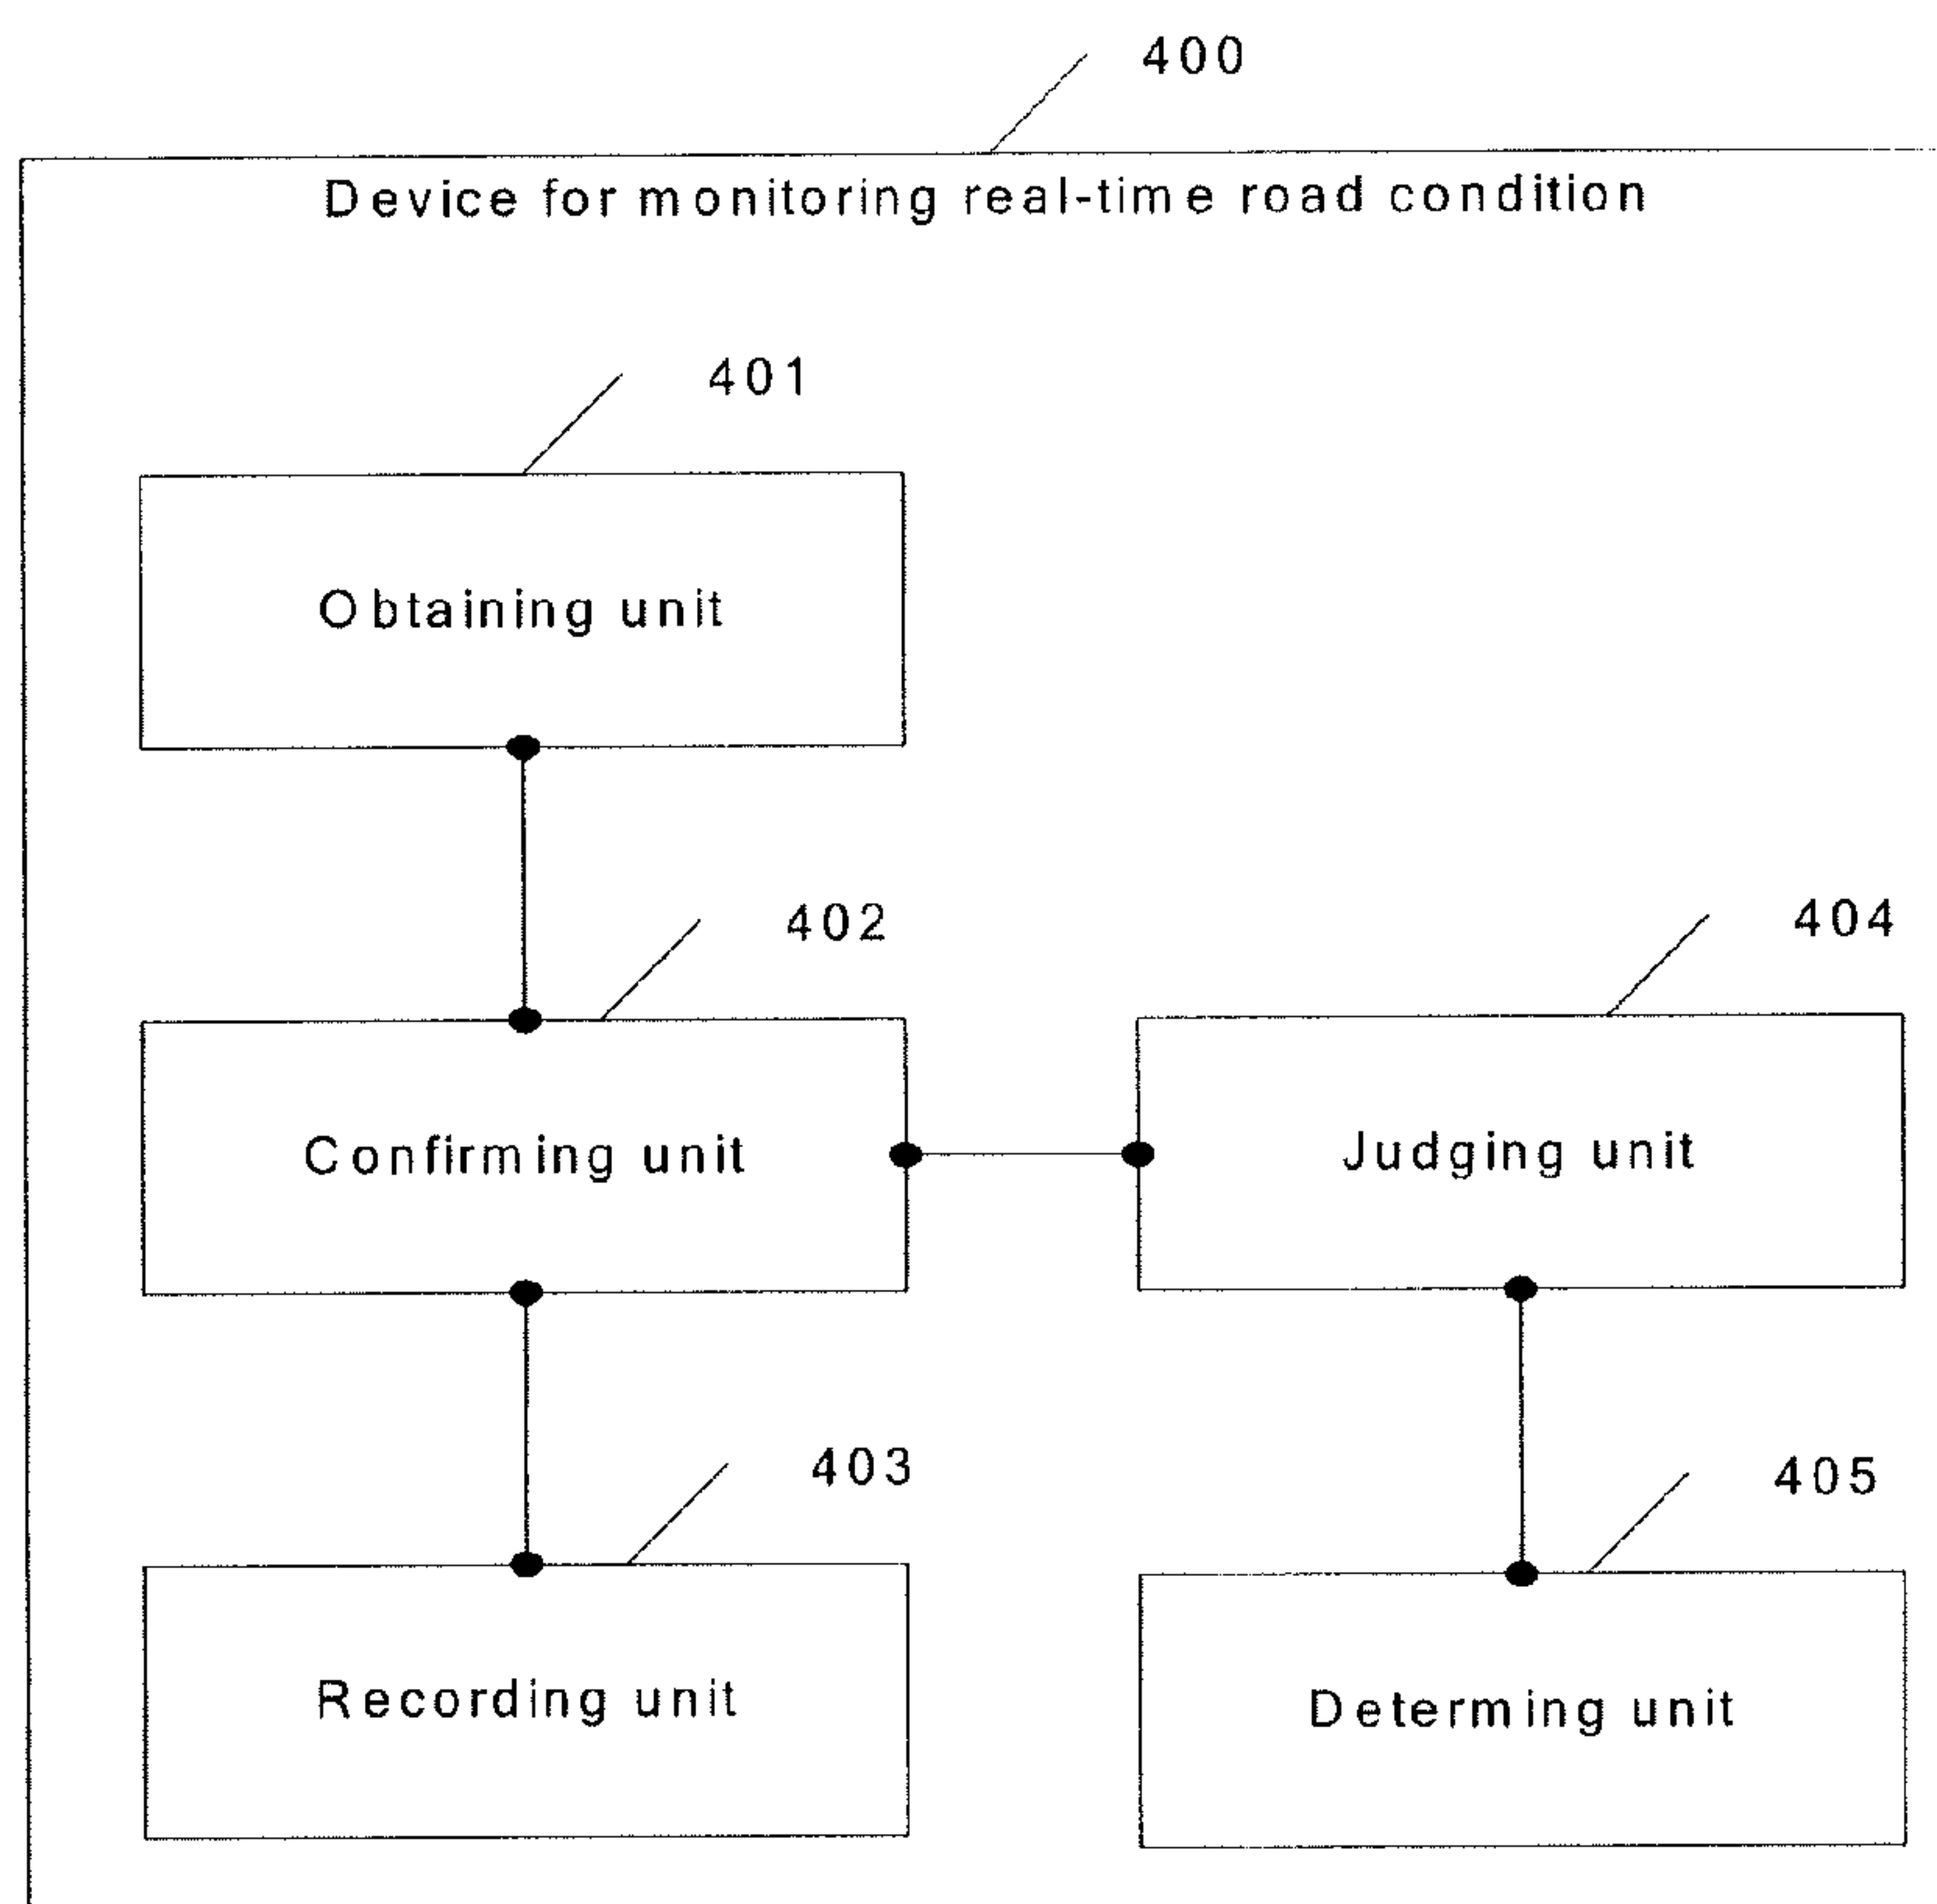 400
Device for monitoring real-time road condition
401
Obtaining unit
402
404
Confirming unit
Judging unit
403
405
Recording unit
Determing unit